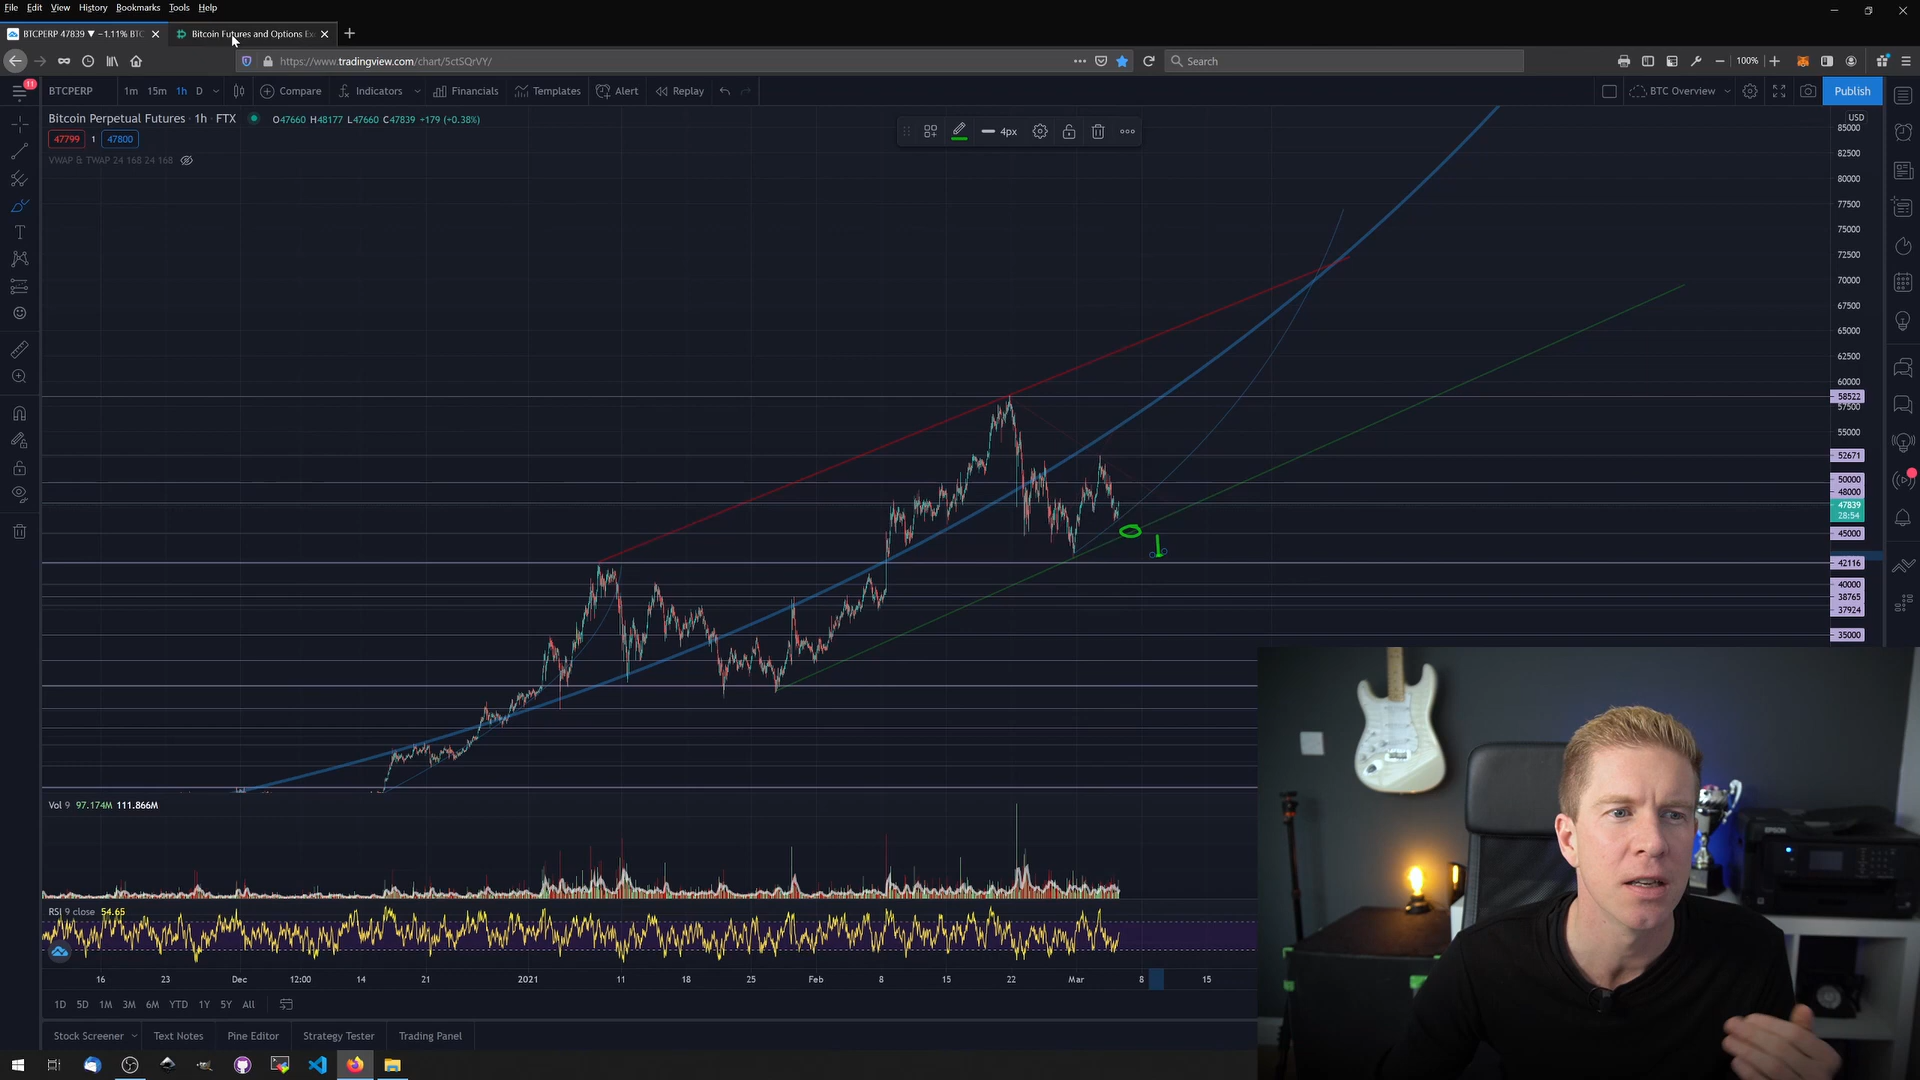 File Edit View History Bookmarks Tools Help
BTCPERP 47839 ▼ −1.11% BTC
Bitcoin Futures and Options Ex
https://www.tradingview.com/chart/5ctSQrVY/
Search
100%
11
BTCPERP 1m 15m 1h D Compare Indicators Financials Templates Alert Replay BTC Overview Publish
Bitcoin Perpetual Futures · 1h · FTX O47660 H48177 L47660 C47839 +179 (+0.38%)
47799 1 47800
VWAP & TWAP 24 168 24 168
4px
USD
85000
82500
80000
77500
75000
72500
70000
67500
65000
62500
60000
58522
57500
55000
52671
50000
48000
47839
28:54
45000
42116
40000
38765
37924
35000
Vol 9 97.174M 111.866M
RSI 9 close 54.65
16 23 Dec 12:00 14 21 2021 11 18 25 Feb 8 15 22 Mar 8 15
1D 5D 1M 3M 6M YTD 1Y 5Y All
Stock Screener Text Notes Pine Editor Strategy Tester Trading Panel
EPSON